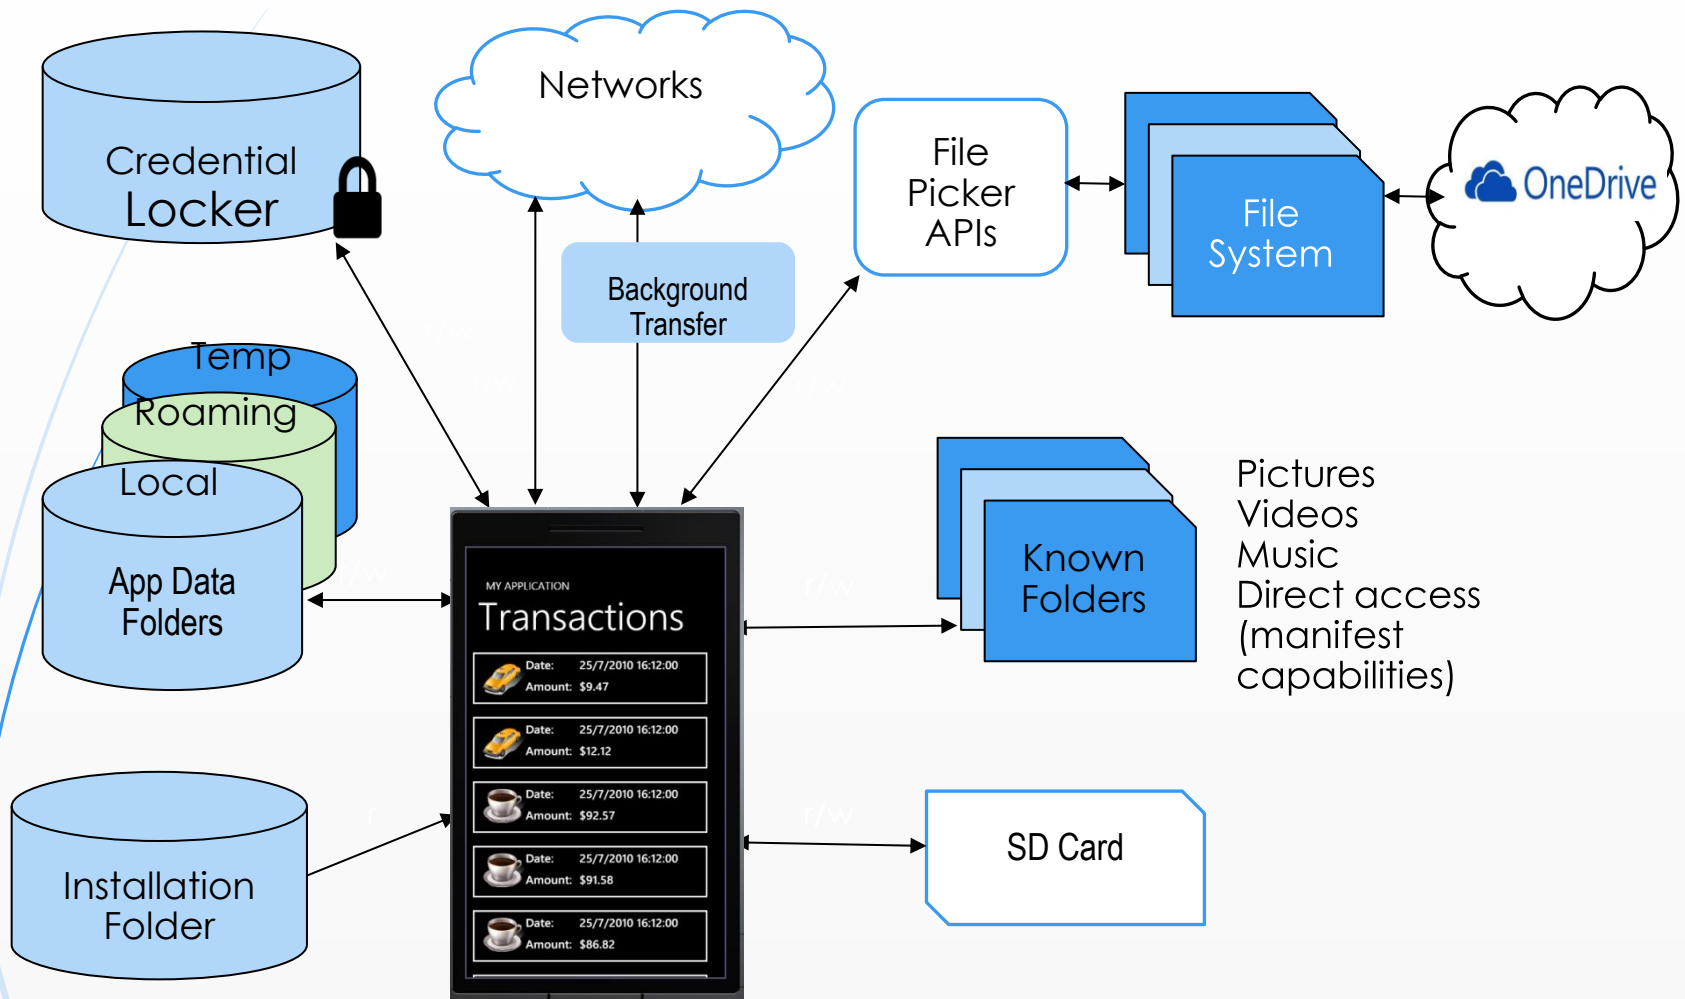 Networks
Credential
Locker
File
Picker
APIs
File
System
OneDrive
Background
Transfer
r/w
r/w
r/w
Temp
Roaming
Local
App Data
Folders
r/w
MY APPLICATION
Transactions
Date: 25/7/2010 16:12:00
Amount: $9.47
Date: 25/7/2010 16:12:00
Amount: $12.12
Date: 25/7/2010 16:12:00
Amount: $92.57
Date: 25/7/2010 16:12:00
Amount: $91.58
Date: 25/7/2010 16:12:00
Amount: $86.82
r/w
Known
Folders
Pictures
Videos
Music
Direct access
(manifest
capabilities)
Installation
Folder
r
r/w
SD Card